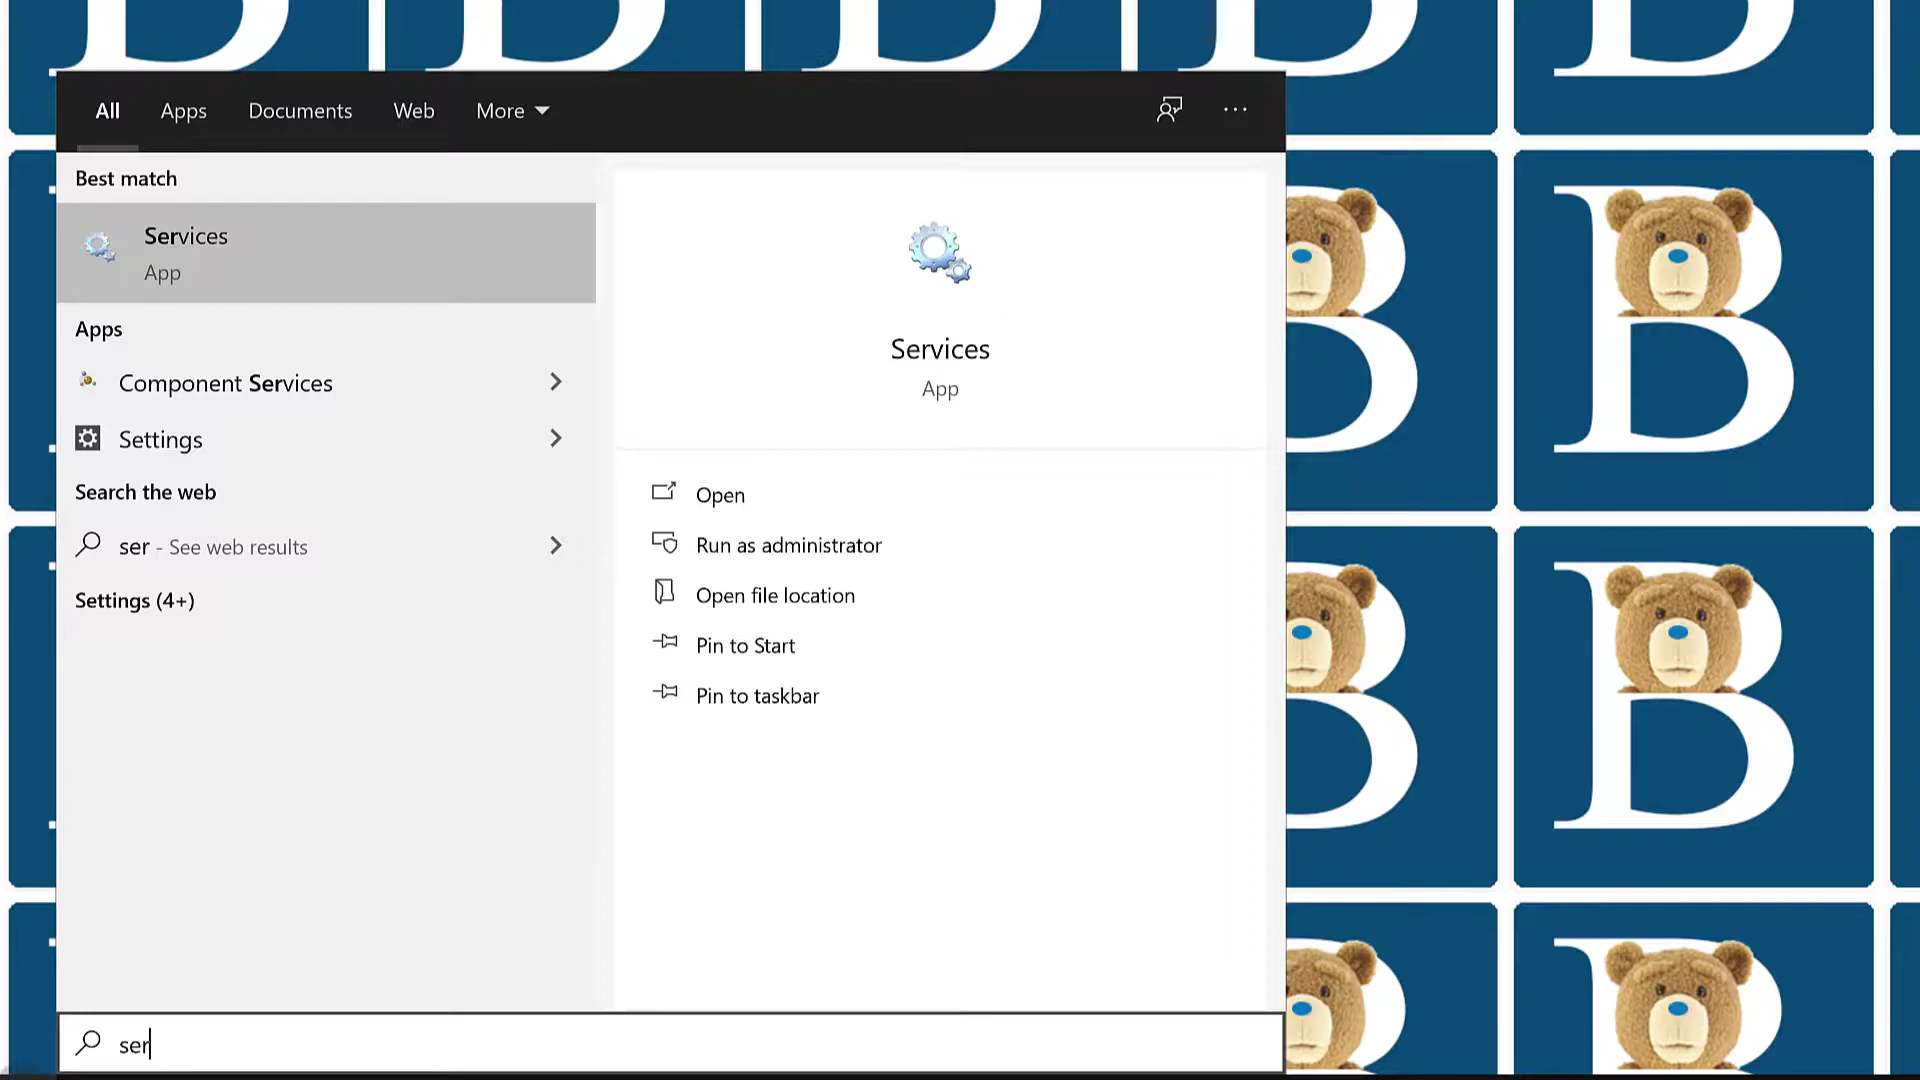 All Apps Documents Web More
Best match
Services
App
Apps
Component Services
Settings
Search the web
ser - See web results
Settings (4+)
Services
App
Open
Run as administrator
Open file location
Pin to Start
Pin to taskbar
ser
B B B B B
B B
B B
B B